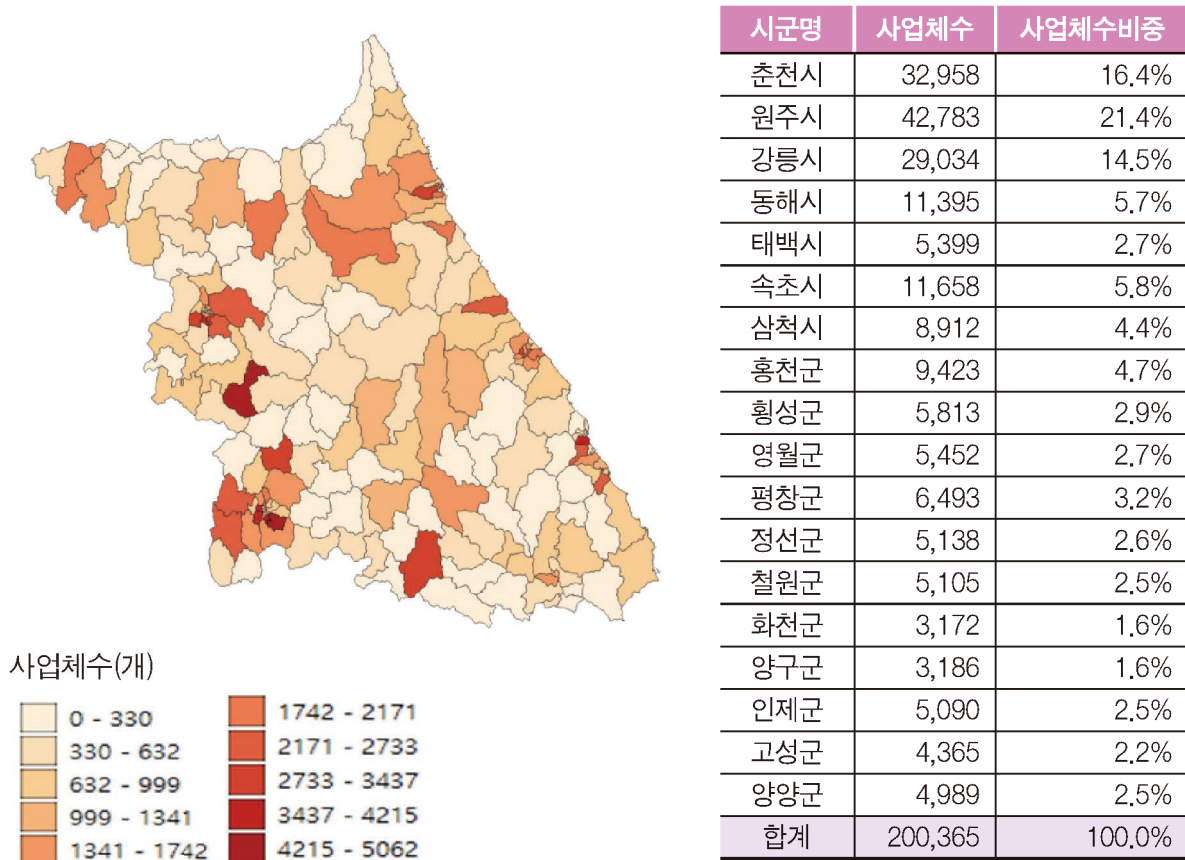 시군명 사업체수 사업체수비중
춘천시 32,958 16.4%
원주시 42,783 21.4%
강릉시 29,034 14.5%
동해시 11,395 5.7%
태백시 5,399 2.7%
속초시 11,658 5.8%
삼척시 8,912 4.4%
홍천군 9,423 4.7%
횡성군 5,813 2.9%
영월군 5,452 2.7%
평창군 6,493 3.2%
정선군 5,138 2.6%
철원군 5,105 2.5%
화천군 3,172 1.6%
양구군 3,186 1.6%
인제군 5,090 2.5%
고성군 4,365 2.2%
양양군 4,989 2.5%
합계 200,365 100.0%
사업체수(개)
0 - 330
330 - 632
632 - 999
999 - 1341
1341 - 1742
1742 - 2171
2171 - 2733
2733 - 3437
3437 - 4215
4215 - 5062